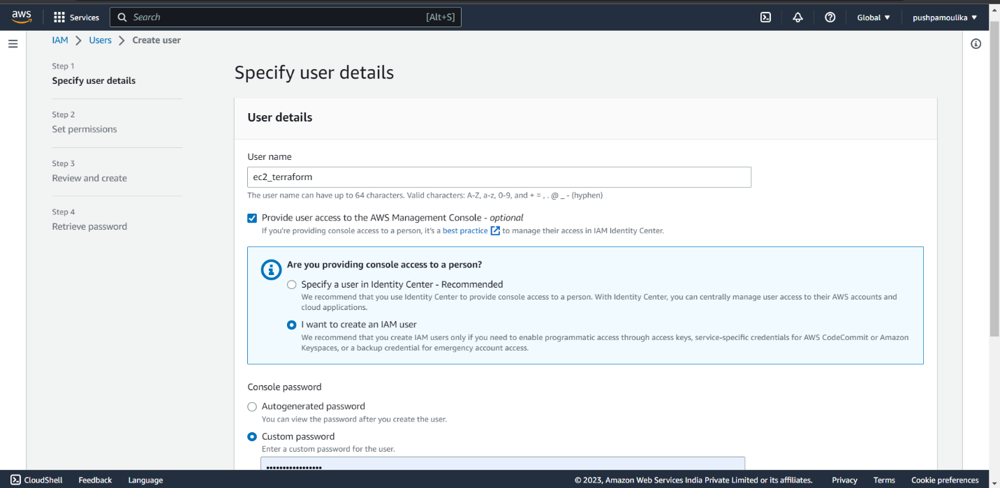 aws Services Search [Alt+S] Global ▼ pushpamoulika ▼
IAM > Users > Create user
Step 1
Specify user details
Step 2
Set permissions
Step 3
Review and create
Step 4
Retrieve password
Specify user details
User details
User name
ec2_terraform
The user name can have up to 64 characters. Valid characters: A-Z, a-z, 0-9, and + = , . @ _ - (hyphen)
Provide user access to the AWS Management Console - optional
If you're providing console access to a person, it's a best practice to manage their access in IAM Identity Center.
Are you providing console access to a person?
Specify a user in Identity Center - Recommended
We recommend that you use Identity Center to provide console access to a person. With Identity Center, you can centrally manage user access to their AWS accounts and
cloud applications.
I want to create an IAM user
We recommend that you create IAM users only if you need to enable programmatic access through access keys, service-specific credentials for AWS CodeCommit or Amazon
Keyspaces, or a backup credential for emergency account access.
Console password
Autogenerated password
You can view the password after you create the user.
Custom password
Enter a custom password for the user.
•••••••••••••••••
CloudShell Feedback Language © 2023, Amazon Web Services India Private Limited or its affiliates. Privacy Terms Cookie preferences